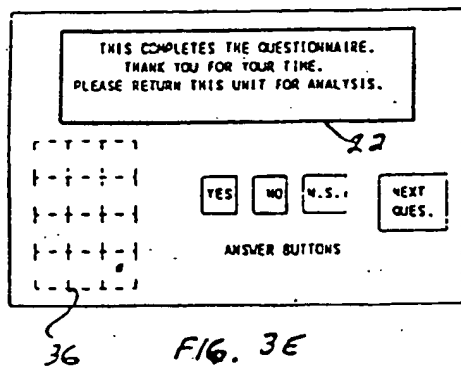 THIS COMPLETES THE QUESTIONNAIRE.
THANK YOU FOR YOUR TIME.
PLEASE RETURN THIS UNIT FOR ANALYSIS.
22
YES NO N.S. NEXT QUES.
ANSWER BUTTONS
36
FIG. 3E